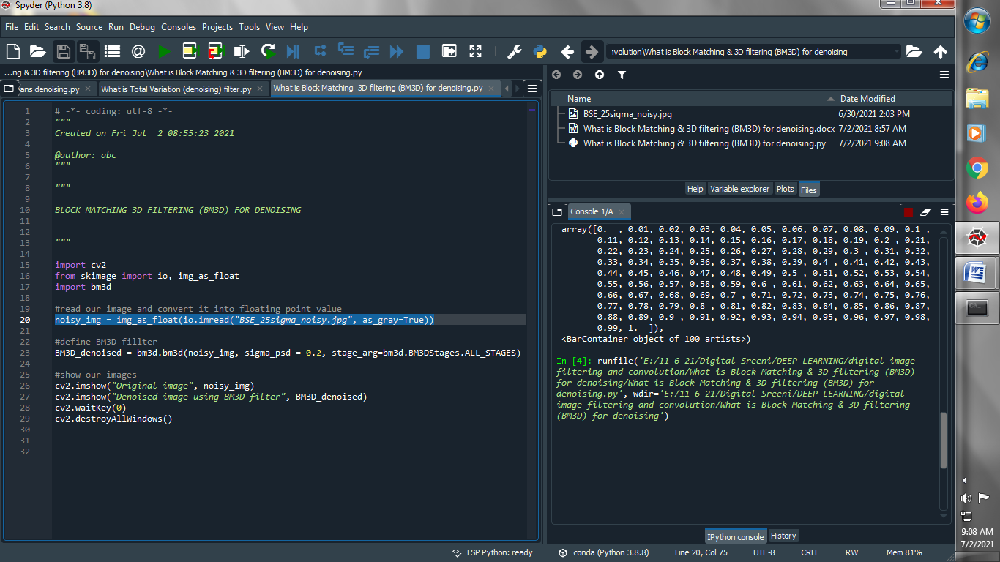 Spyder (Python 3.8)
File Edit Search Source Run Debug Consoles Projects Tools View Help
volution\What is Block Matching & 3D filtering (BM3D) for denoising
...ng & 3D filtering (BM3D) for denoising\What is Block Matching & 3D filtering (BM3D) for denoising.py
ans denoising.py
What is Total Variation (denoising) filter.py
What is Block Matching 3D filtering (BM3D) for denoising.py
1 # -*- coding: utf-8 -*-
2 """
3 Created on Fri Jul  2 08:55:23 2021
4
5 @author: abc
6 """
7
8 """
9
10 BLOCK MATCHING 3D FILTERING (BM3D) FOR DENOISING
11
12
13 """
14
15 import cv2
16 from skimage import io, img_as_float
17 import bm3d
18
19 #read our image and convert it into floating point value
20 noisy_img = img_as_float(io.imread("BSE_25sigma_noisy.jpg", as_gray=True))
21
22 #define BM3D fillter
23 BM3D_denoised = bm3d.bm3d(noisy_img, sigma_psd = 0.2, stage_arg=bm3d.BM3DStages.ALL_STAGES)
24
25 #show our images
26 cv2.imshow("Original image", noisy_img)
27 cv2.imshow("Denoised image using BM3D filter", BM3D_denoised)
28 cv2.waitKey(0)
29 cv2.destroyAllWindows()
30
31
32
Name Date Modified
BSE_25sigma_noisy.jpg 6/30/2021 2:03 PM
What is Block Matching & 3D filtering (BM3D) for denoising.docx 7/2/2021 8:57 AM
What is Block Matching & 3D filtering (BM3D) for denoising.py 7/2/2021 9:08 AM
Help Variable explorer Plots Files
Console 1/A
array([0.  , 0.01, 0.02, 0.03, 0.04, 0.05, 0.06, 0.07, 0.08, 0.09, 0.1 ,
0.11, 0.12, 0.13, 0.14, 0.15, 0.16, 0.17, 0.18, 0.19, 0.2 , 0.21,
0.22, 0.23, 0.24, 0.25, 0.26, 0.27, 0.28, 0.29, 0.3 , 0.31, 0.32,
0.33, 0.34, 0.35, 0.36, 0.37, 0.38, 0.39, 0.4 , 0.41, 0.42, 0.43,
0.44, 0.45, 0.46, 0.47, 0.48, 0.49, 0.5 , 0.51, 0.52, 0.53, 0.54,
0.55, 0.56, 0.57, 0.58, 0.59, 0.6 , 0.61, 0.62, 0.63, 0.64, 0.65,
0.66, 0.67, 0.68, 0.69, 0.7 , 0.71, 0.72, 0.73, 0.74, 0.75, 0.76,
0.77, 0.78, 0.79, 0.8 , 0.81, 0.82, 0.83, 0.84, 0.85, 0.86, 0.87,
0.88, 0.89, 0.9 , 0.91, 0.92, 0.93, 0.94, 0.95, 0.96, 0.97, 0.98,
0.99, 1.  ]),
<BarContainer object of 100 artists>)
In [4]: runfile('E:/11-6-21/Digital Sreeni/DEEP LEARNING/digital image
filtering and convolution/What is Block Matching & 3D filtering (BM3D)
for denoising/What is Block Matching & 3D filtering (BM3D) for
denoising.py', wdir='E:/11-6-21/Digital Sreeni/DEEP LEARNING/digital
image filtering and convolution/What is Block Matching & 3D filtering
(BM3D) for denoising')
IPython console History
LSP Python: ready conda (Python 3.8.8) Line 20, Col 75 UTF-8 CRLF RW Mem 81%
9:08 AM
7/2/2021